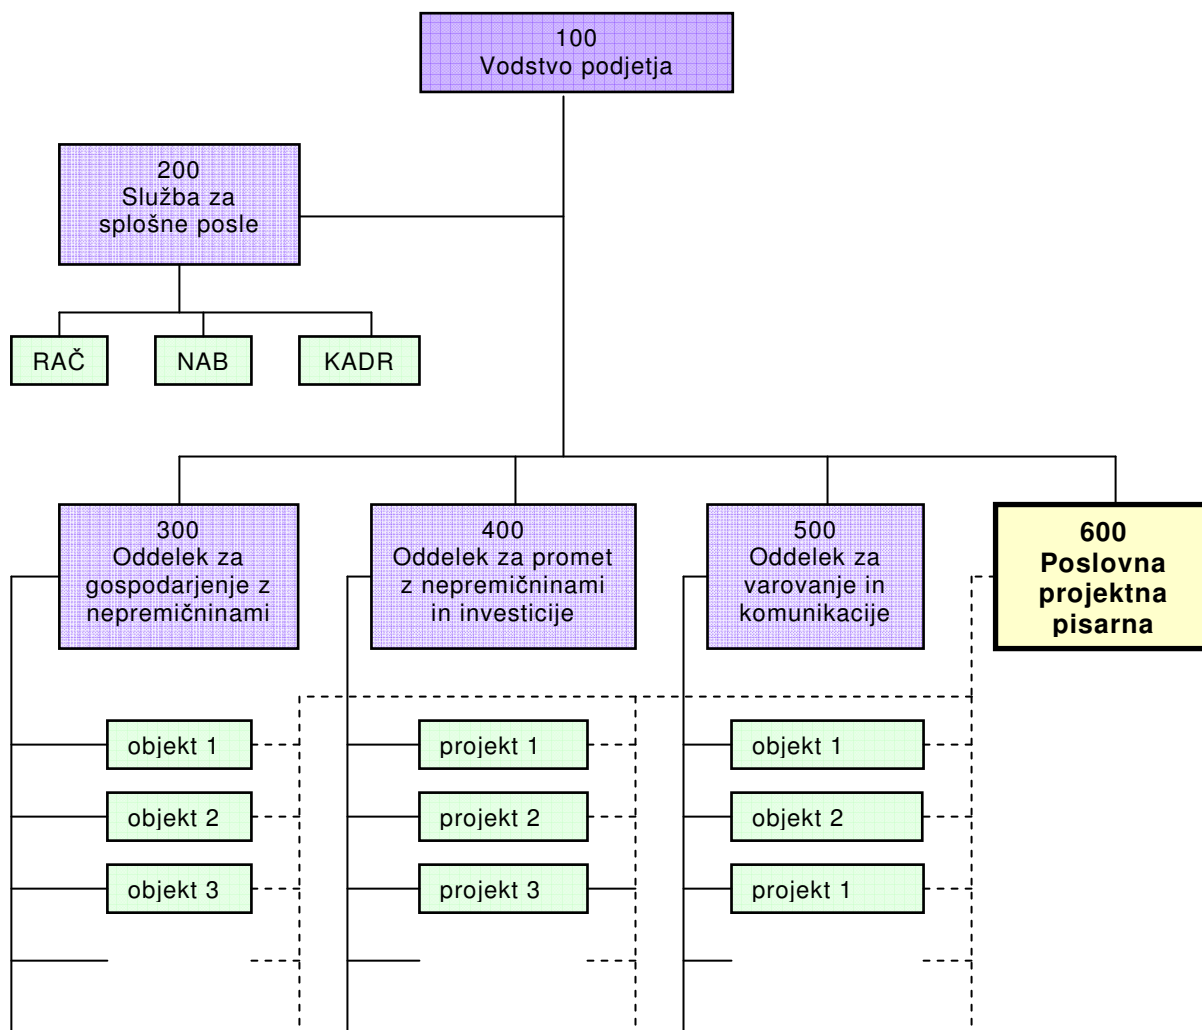 100
Vodstvo podjetja
200
Služba za
splošne posle
RAČ
NAB
KADR
300
Oddelek za
gospodarjenje z
nepremičninami
400
Oddelek za promet
z nepremičninami
in investicije
500
Oddelek za
varovanje in
komunikacije
600
Poslovna
projektna
pisarna
objekt 1
projekt 1
objekt 1
objekt 2
projekt 2
objekt 2
objekt 3
projekt 3
projekt 1